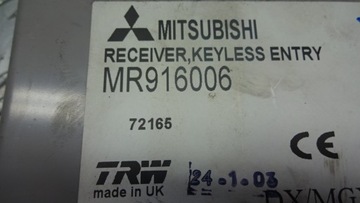 MITSUBISHI
RECEIVER,KEYLESS ENTRY
MR916006
72165
CE
TRW
made in UK
24-1-03